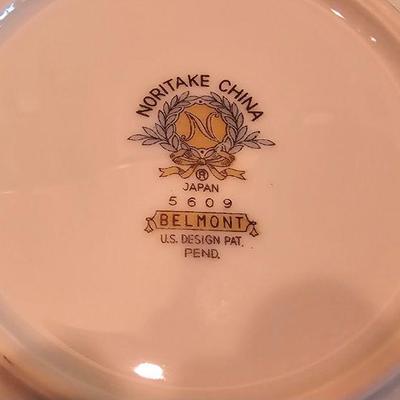 NORITAKE CHINA
N
®
JAPAN
5609
BELMONT
U.S. DESIGN PAT.
PEND.